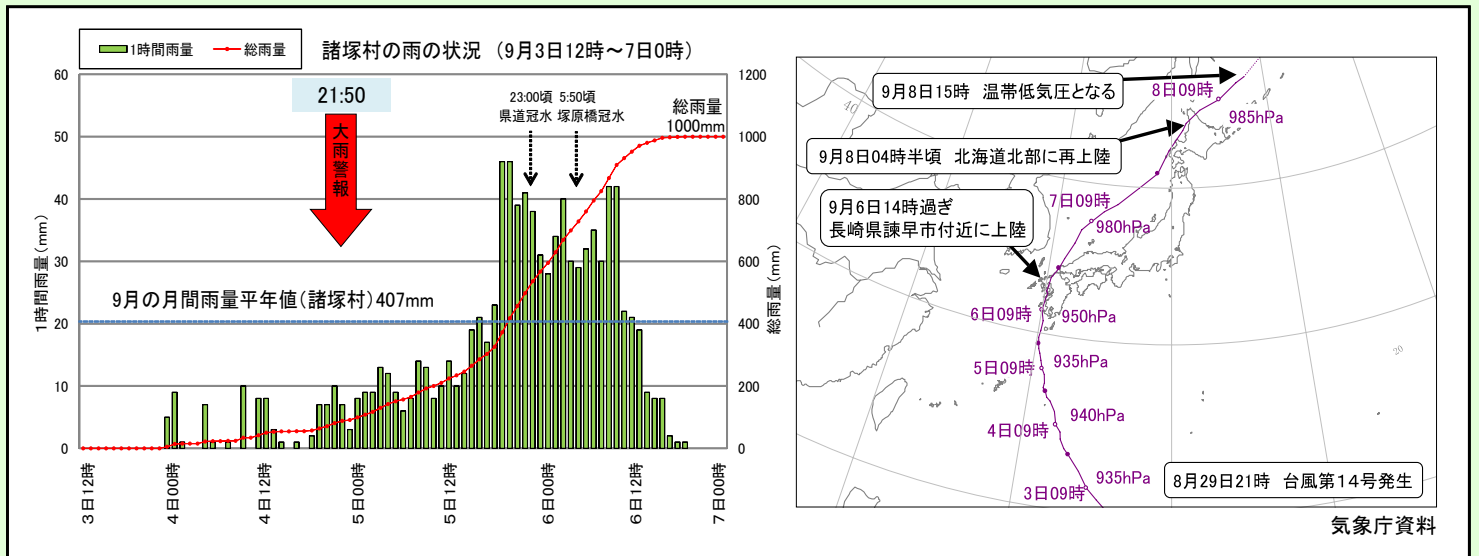 1時間雨量 総雨量
諸塚村の雨の状況 (9月3日12時～7日0時)
60
50
40
30
20
10
0
1時間雨量(mm)
1200
1000
800
600
400
200
0
総雨量(mm)
21:50
大雨警報
23:00頃 5:50頃
県道冠水 塚原橋冠水
総雨量
1000mm
9月の月間雨量平年値(諸塚村)407mm
3日12時
4日00時
4日12時
5日00時
5日12時
6日00時
6日12時
7日00時
9月8日15時 温帯低気圧となる
8日09時
985hPa
40
9月8日04時半頃 北海道北部に再上陸
9月6日14時過ぎ
長崎県諫早市付近に上陸
7日09時
980hPa
6日09時
950hPa
935hPa
5日09時
20
940hPa
4日09時
935hPa
3日09時
8月29日21時 台風第14号発生
気象庁資料